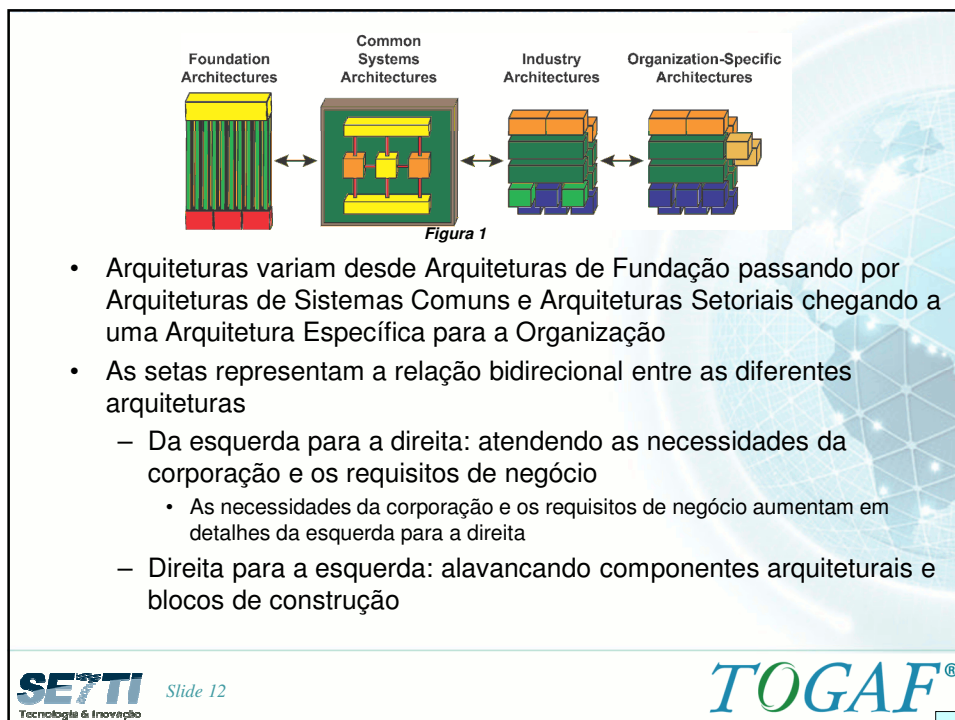 Foundation
Architectures
Common
Systems
Architectures
Industry
Architectures
Organization-Specific
Architectures
Figura 1
• Arquiteturas variam desde Arquiteturas de Fundação passando por
Arquiteturas de Sistemas Comuns e Arquiteturas Setoriais chegando a
uma Arquitetura Específica para a Organização
• As setas representam a relação bidirecional entre as diferentes
arquiteturas
– Da esquerda para a direita: atendendo as necessidades da
corporação e os requisitos de negócio
• As necessidades da corporação e os requisitos de negócio aumentam em
detalhes da esquerda para a direita
– Direita para a esquerda: alavancando componentes arquiteturais e
blocos de construção
SETTI
Tecnologia & Inovação
Slide 12
TOGAF®